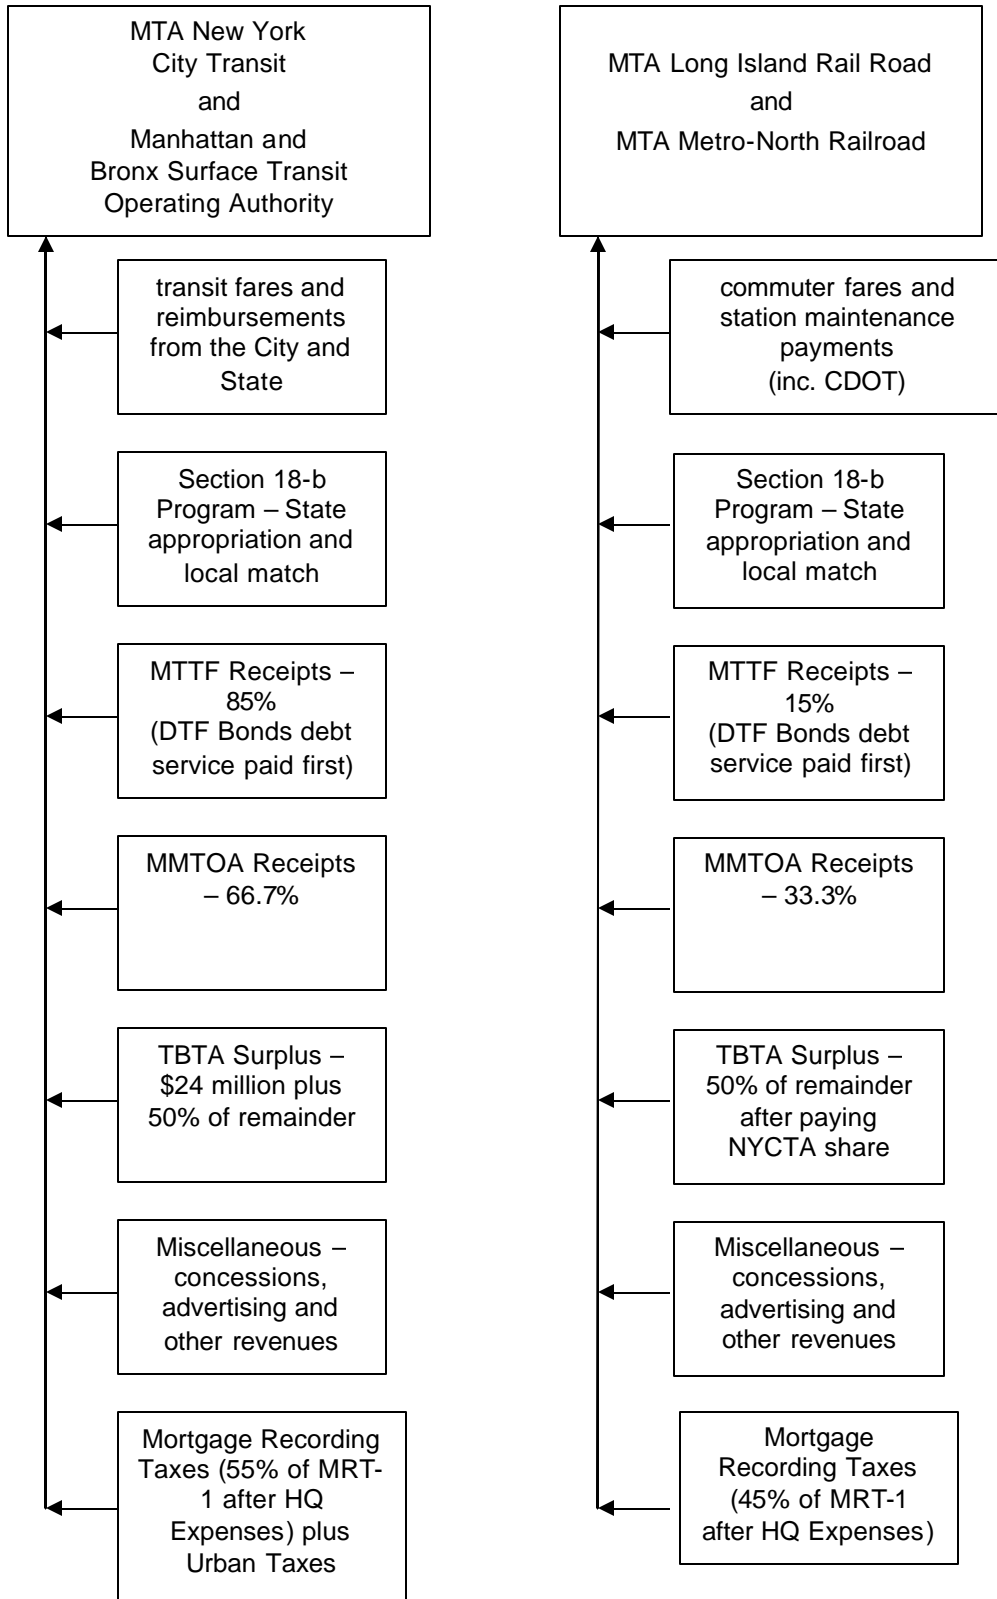 MTA New York
City Transit
and
Manhattan and
Bronx Surface Transit
Operating Authority
transit fares and
reimbursements
from the City and
State
Section 18-b
Program – State
appropriation and
local match
MTTF Receipts –
85%
(DTF Bonds debt
service paid first)
MMTOA Receipts
– 66.7%
TBTA Surplus –
$24 million plus
50% of remainder
Miscellaneous –
concessions,
advertising and
other revenues
Mortgage Recording
Taxes (55% of MRT-
1 after HQ
Expenses) plus
Urban Taxes
MTA Long Island Rail Road
and
MTA Metro-North Railroad
commuter fares and
station maintenance
payments
(inc. CDOT)
Section 18-b
Program – State
appropriation and
local match
MTTF Receipts –
15%
(DTF Bonds debt
service paid first)
MMTOA Receipts
– 33.3%
TBTA Surplus –
50% of remainder
after paying
NYCTA share
Miscellaneous –
concessions,
advertising and
other revenues
Mortgage
Recording Taxes
(45% of MRT-1
after HQ Expenses)